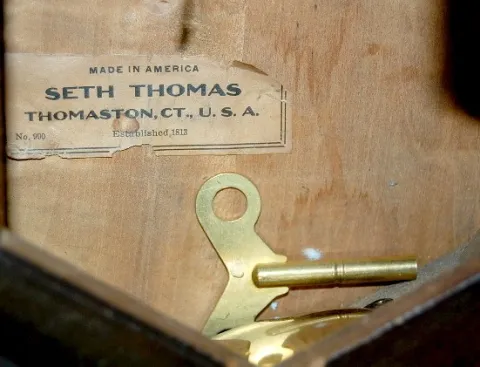 MADE IN AMERICA
SETH THOMAS
THOMASTON, CT., U. S. A.
No. 900 Established 1813